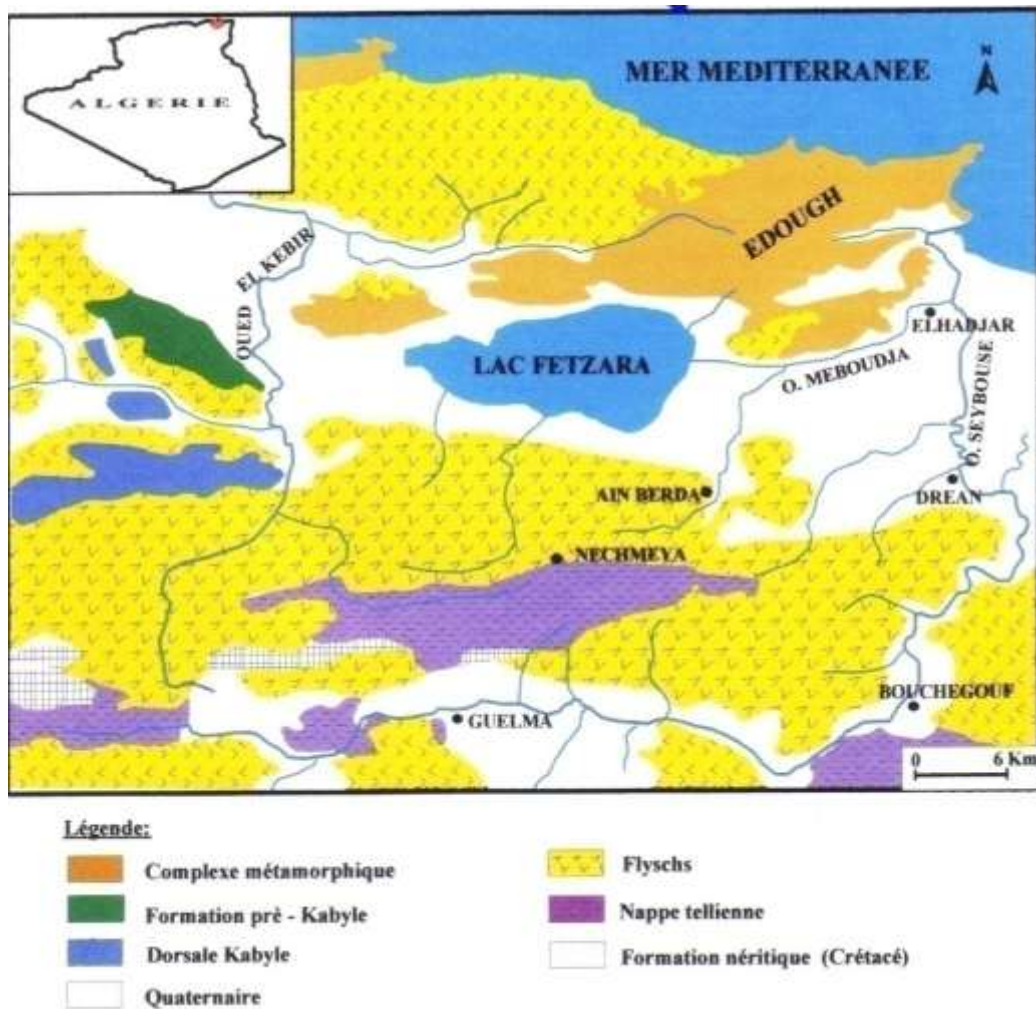 ALGERIE
MER MEDITERRANEE
N
EDOUGH
OUED EL KEBIR
ELHADJAR
LAC FETZARA
O. MEBOUDJA
O. SEYBOUSE
AIN BERDA
DREAN
NECHMEYA
BOUCHEGOUF
GUELMA
0 6 Km
Légende:
Complexe métamorphique
Formation prè - Kabyle
Dorsale Kabyle
Quaternaire
Flyschs
Nappe tellienne
Formation néritique (Crétacé)